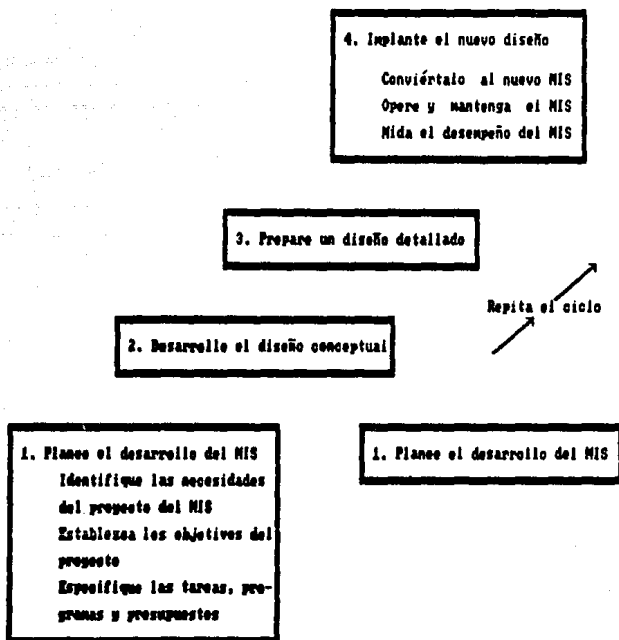 4. Implante el nuevo diseño
Conviértalo al nuevo MIS
Opere y mantenga el MIS
Mida el desempeño del MIS
3. Prepare un diseño detallado
Repita el ciclo
2. Desarrolle el diseño conceptual
1. Planee el desarrollo del MIS
Identifique las necesidades
del proyecto del MIS
Establezca los objetivos del
proyecto
Especifique las tareas, pro-
gramas y presupuestos
1. Planee el desarrollo del MIS